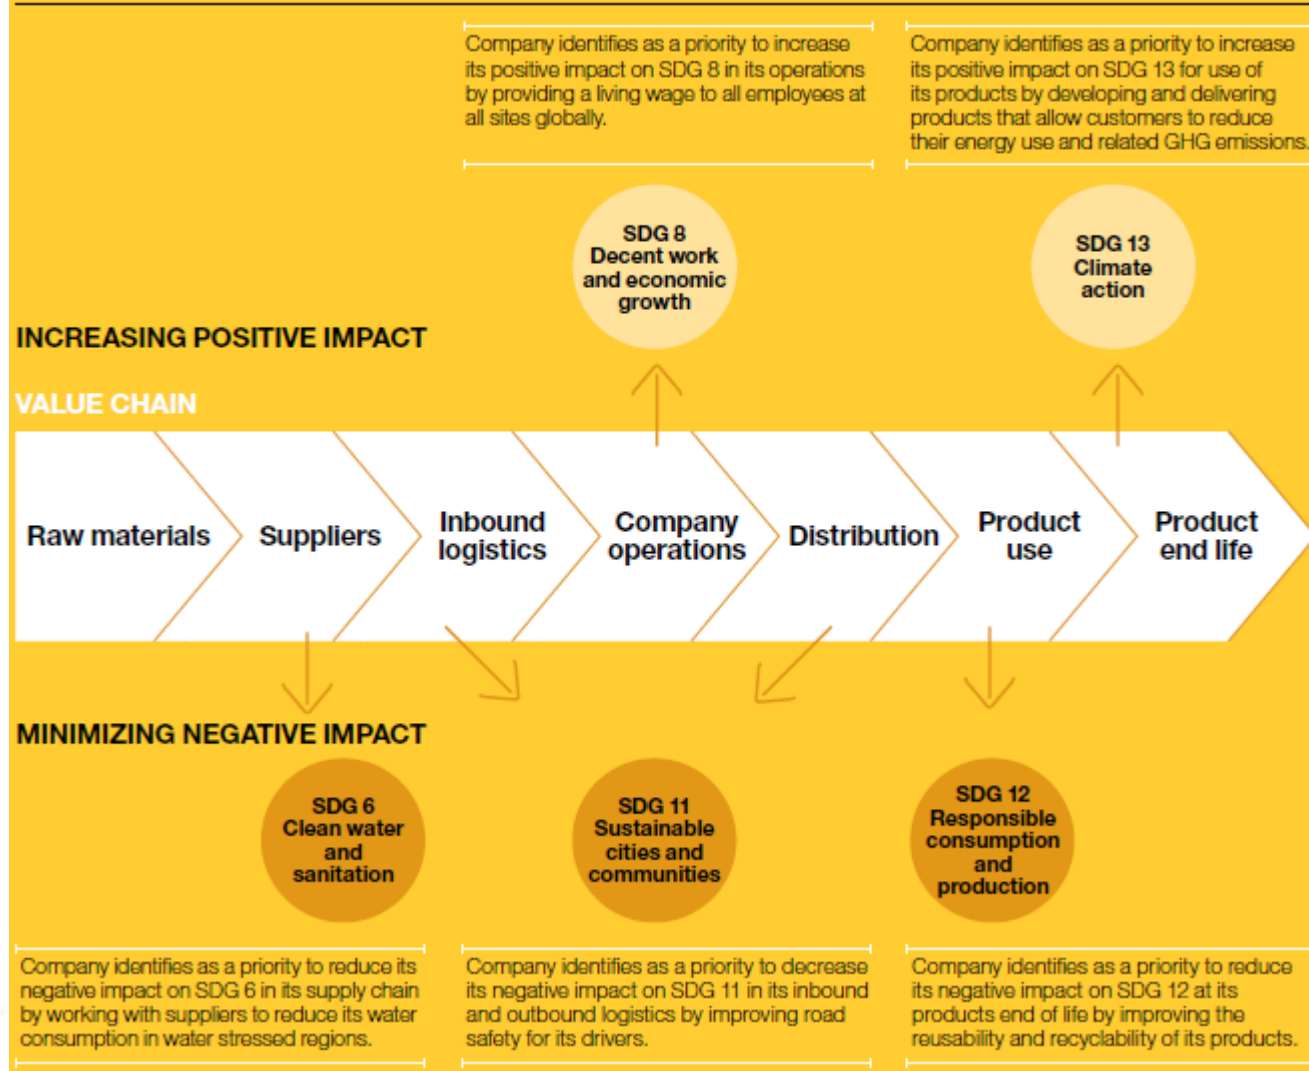 Company identifies as a priority to increase
its positive impact on SDG 8 in its operations
by providing a living wage to all employees at
all sites globally.
Company identifies as a priority to increase
its positive impact on SDG 13 for use of
its products by developing and delivering
products that allow customers to reduce
their energy use and related GHG emissions.
SDG 8
Decent work
and economic
growth
SDG 13
Climate
action
INCREASING POSITIVE IMPACT
VALUE CHAIN
Raw materials
Suppliers
Inbound
logistics
Company
operations
Distribution
Product
use
Product
end life
MINIMIZING NEGATIVE IMPACT
SDG 6
Clean water
and
sanitation
SDG 11
Sustainable
cities and
communities
SDG 12
Responsible
consumption
and
production
Company identifies as a priority to reduce its
negative impact on SDG 6 in its supply chain
by working with suppliers to reduce its water
consumption in water stressed regions.
Company identifies as a priority to decrease
its negative impact on SDG 11 in its inbound
and outbound logistics by improving road
safety for its drivers.
Company identifies as a priority to reduce
its negative impact on SDG 12 at its
products end of life by improving the
reusability and recyclability of its products.